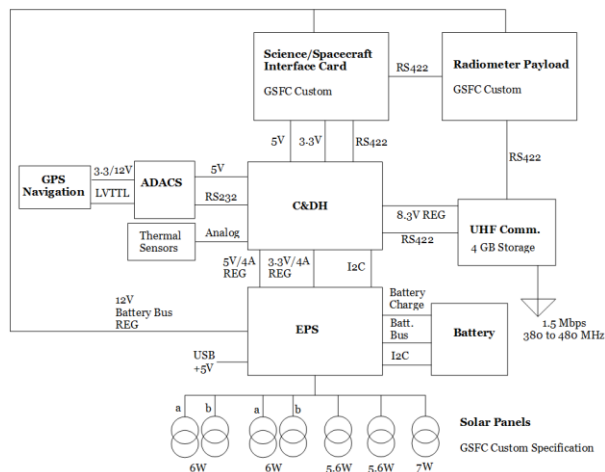 Science/Spacecraft
Interface Card
GSFC Custom
RS422
Radiometer Payload
GSFC Custom
5V
3.3V
RS422
RS422
GPS
Navigation
3.3/12V
LVTTL
ADACS
5V
RS232
C&DH
8.3V REG
RS422
UHF Comm.
4 GB Storage
Thermal
Sensors
Analog
5V/4A
REG
3.3V/4A
REG
I2C
12V
Battery Bus
REG
EPS
Battery
Charge
Batt.
Bus
I2C
Battery
1.5 Mbps
380 to 480 MHz
USB
+5V
a
b
a
b
6W
6W
5.6W
5.6W
7W
Solar Panels
GSFC Custom Specification